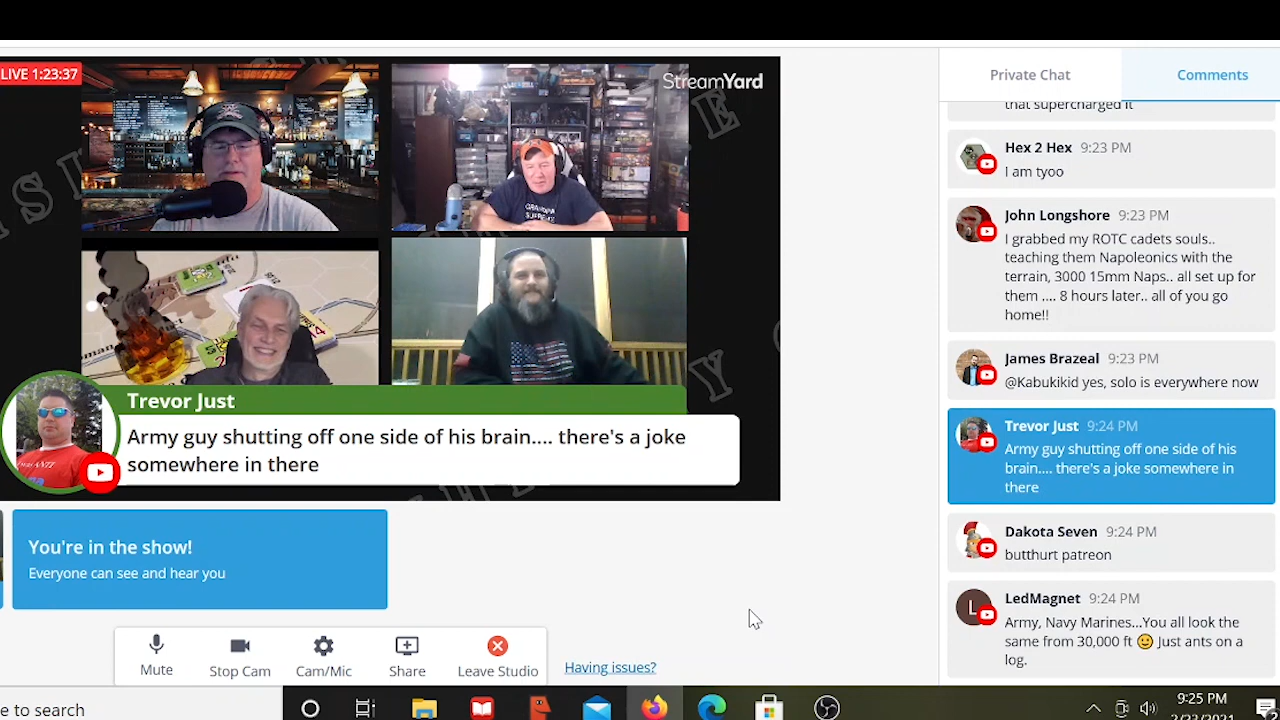 LIVE 1:23:37
StreamYard
GRANDPA
SUPREME
Trevor Just
Army guy shutting off one side of his brain.... there's a joke
somewhere in there
You're in the show!
Everyone can see and hear you
Mute
Stop Cam
Cam/Mic
Share
Leave Studio
Having issues?
Private Chat
Comments
that supercharged it
Hex 2 Hex 9:23 PM
I am tyoo
John Longshore 9:23 PM
I grabbed my ROTC cadets souls..
teaching them Napoleonics with the
terrain, 3000 15mm Naps.. all set up for
them .... 8 hours later.. all of you go
home!!
James Brazeal 9:23 PM
@Kabukikid yes, solo is everywhere now
Trevor Just 9:24 PM
Army guy shutting off one side of his
brain.... there's a joke somewhere in
there
Dakota Seven 9:24 PM
butthurt patreon
LedMagnet 9:24 PM
L
Army, Navy Marines...You all look the
same from 30,000 ft 😉 Just ants on a
log.
e to search
9:25 PM
2/23/2021